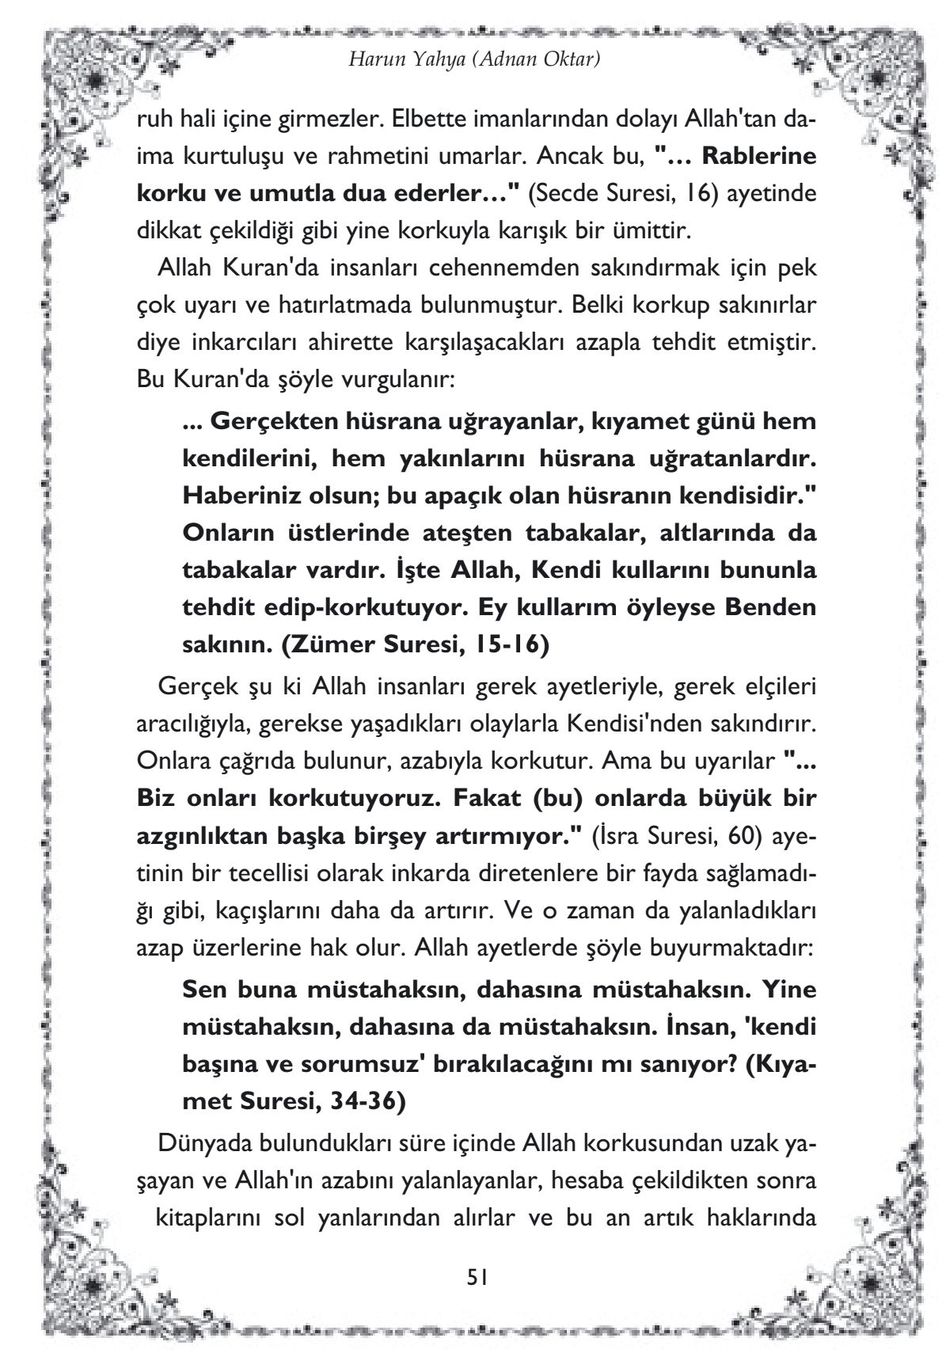 Harun Yahya (Adnan Oktar)
ruh hali içine girmezler. Elbette imanlarından dolayı Allah'tan da-
ima kurtuluşu ve rahmetini umarlar. Ancak bu, "... Rablerine
korku ve umutla dua ederler..." (Secde Suresi, 16) ayetinde
dikkat çekildiği gibi yine korkuyla karışık bir ümittir.
Allah Kuran'da insanları cehennemden sakındırmak için pek
çok uyarı ve hatırlatmada bulunmuştur. Belki korkup sakınırlar
diye inkarcıları ahirette karşılaşacakları azapla tehdit etmiştir.
Bu Kuran'da şöyle vurgulanır:
... Gerçekten hüsrana uğrayanlar, kıyamet günü hem
kendilerini, hem yakınlarını hüsrana uğratanlardır.
Haberiniz olsun; bu apaçık olan hüsranın kendisidir."
Onların üstlerinde ateşten tabakalar, altlarında da
tabakalar vardır. İşte Allah, Kendi kullarını bununla
tehdit edip-korkutuyor. Ey kullarım öyleyse Benden
sakının. (Zümer Suresi, 15-16)
Gerçek şu ki Allah insanları gerek ayetleriyle, gerek elçileri
aracılığıyla, gerekse yaşadıkları olaylarla Kendisi'nden sakındırır.
Onlara çağrıda bulunur, azabıyla korkutur. Ama bu uyarılar "...
Biz onları korkutuyoruz. Fakat (bu) onlarda büyük bir
azgınlıktan başka birşey artırmıyor." (İsra Suresi, 60) aye-
tinin bir tecellisi olarak inkarda diretenlere bir fayda sağlamadı-
ğı gibi, kaçışlarını daha da artırır. Ve o zaman da yalanladıkları
azap üzerlerine hak olur. Allah ayetlerde şöyle buyurmaktadır:
Sen buna müstahaksın, dahasına müstahaksın. Yine
müstahaksın, dahasına da müstahaksın. İnsan, 'kendi
başına ve sorumsuz' bırakılacağını mı sanıyor? (Kıya-
met Suresi, 34-36)
Dünyada bulundukları süre içinde Allah korkusundan uzak ya-
şayan ve Allah'ın azabını yalanlayanlar, hesaba çekildikten sonra
kitaplarını sol yanlarından alırlar ve bu an artık haklarında
51